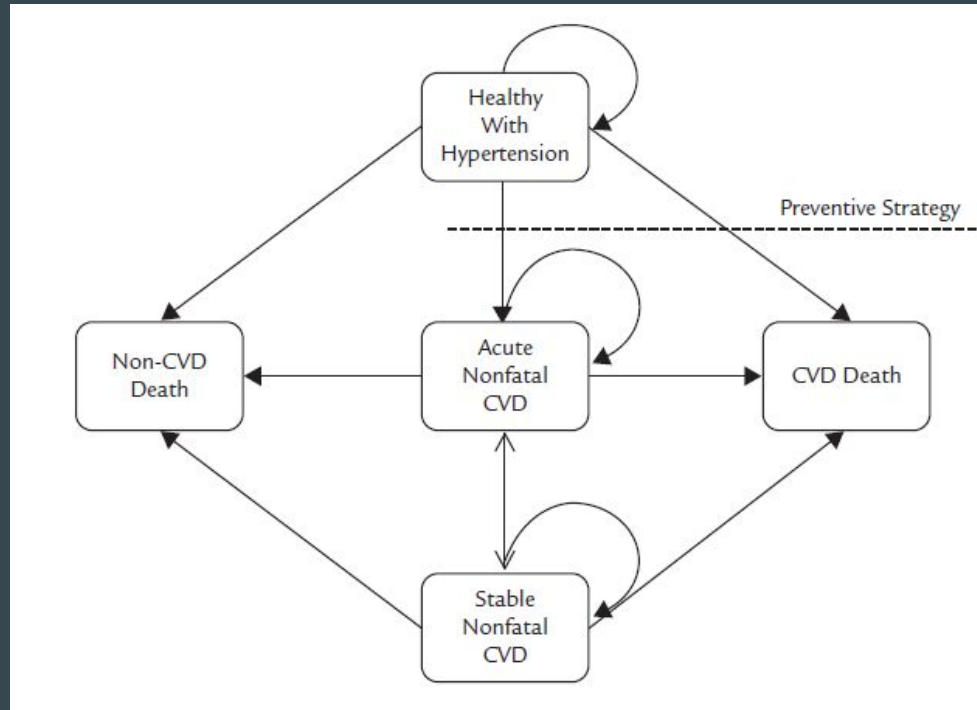 Healthy
With
Hypertension
Preventive Strategy
Non-CVD
Death
Acute
Nonfatal
CVD
CVD Death
Stable
Nonfatal
CVD